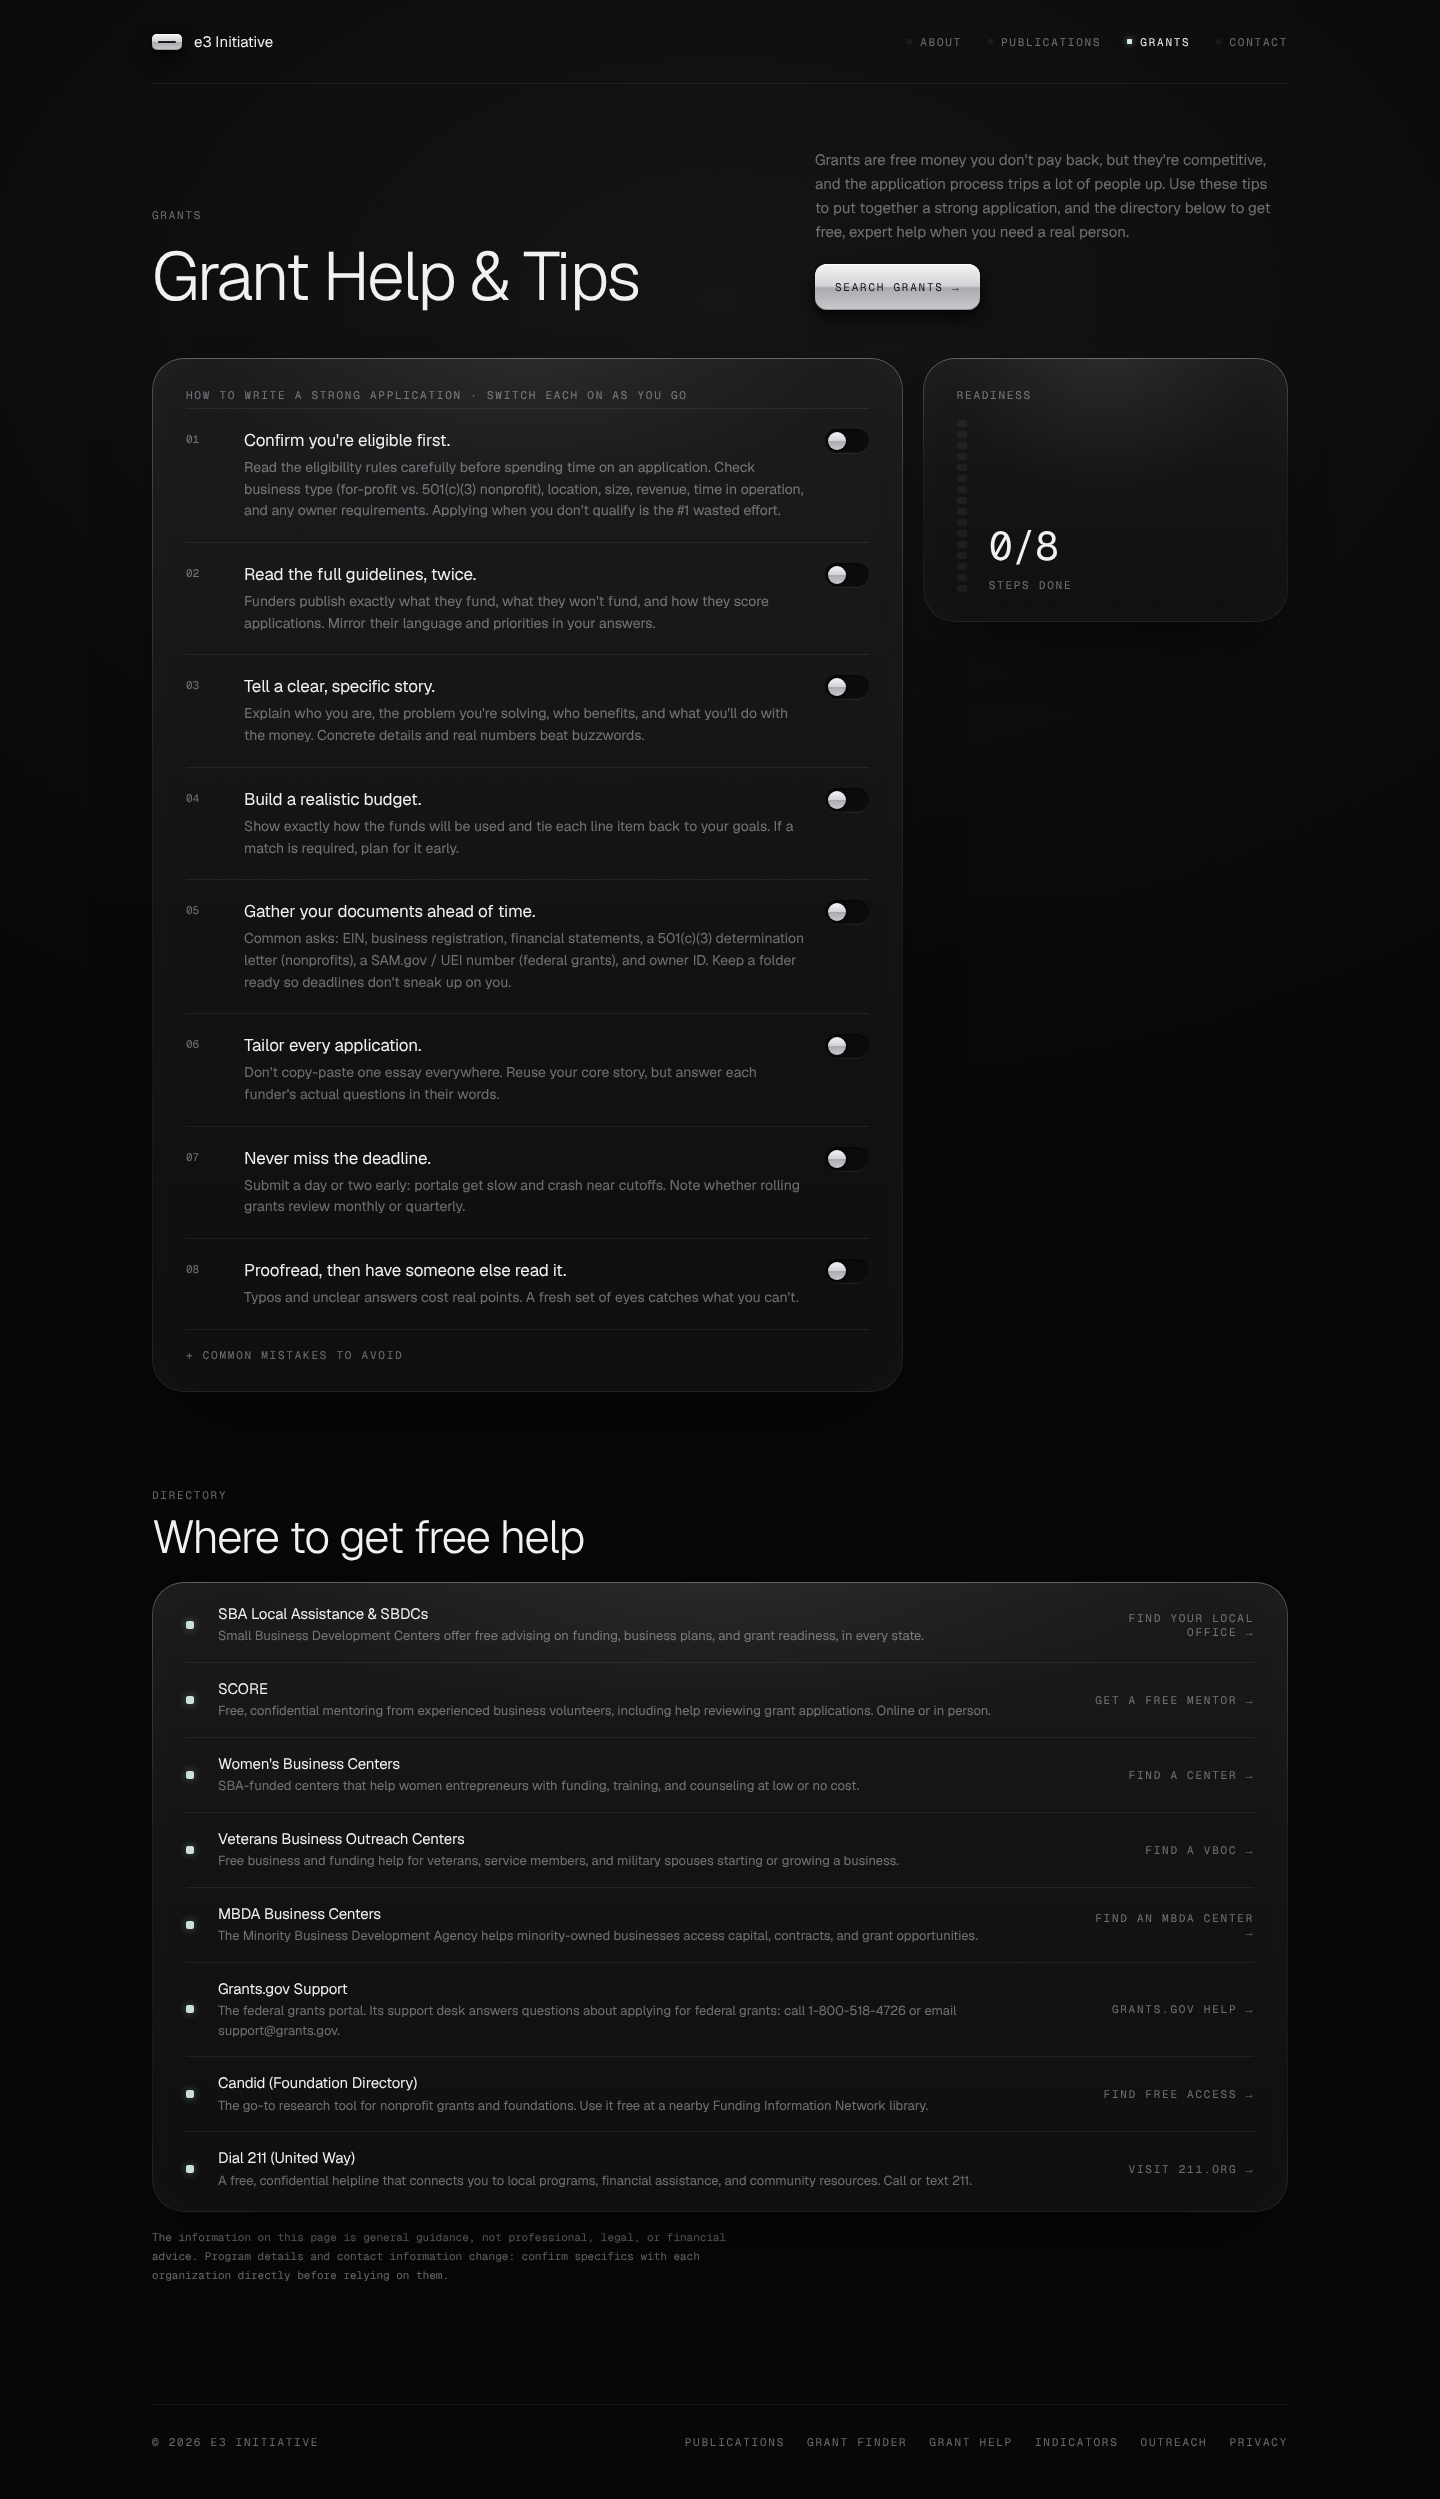 e3 Initiative
ABOUT
PUBLICATIONS
GRANTS
CONTACT
GRANTS
Grant Help & Tips
Grants are free money you don't pay back, but they're competitive,
and the application process trips a lot of people up. Use these tips
to put together a strong application, and the directory below to get
free, expert help when you need a real person.
SEARCH GRANTS →
HOW TO WRITE A STRONG APPLICATION · SWITCH EACH ON AS YOU GO
01
Confirm you're eligible first.
Read the eligibility rules carefully before spending time on an application. Check
business type (for-profit vs. 501(c)(3) nonprofit), location, size, revenue, time in operation,
and any owner requirements. Applying when you don't qualify is the #1 wasted effort.
02
Read the full guidelines, twice.
Funders publish exactly what they fund, what they won't fund, and how they score
applications. Mirror their language and priorities in your answers.
03
Tell a clear, specific story.
Explain who you are, the problem you're solving, who benefits, and what you'll do with
the money. Concrete details and real numbers beat buzzwords.
04
Build a realistic budget.
Show exactly how the funds will be used and tie each line item back to your goals. If a
match is required, plan for it early.
05
Gather your documents ahead of time.
Common asks: EIN, business registration, financial statements, a 501(c)(3) determination
letter (nonprofits), a SAM.gov / UEI number (federal grants), and owner ID. Keep a folder
ready so deadlines don't sneak up on you.
06
Tailor every application.
Don't copy-paste one essay everywhere. Reuse your core story, but answer each
funder's actual questions in their words.
07
Never miss the deadline.
Submit a day or two early: portals get slow and crash near cutoffs. Note whether rolling
grants review monthly or quarterly.
08
Proofread, then have someone else read it.
Typos and unclear answers cost real points. A fresh set of eyes catches what you can't.
+ COMMON MISTAKES TO AVOID
READINESS
0/8
STEPS DONE
DIRECTORY
Where to get free help
SBA Local Assistance & SBDCs
Small Business Development Centers offer free advising on funding, business plans, and grant readiness, in every state.
FIND YOUR LOCAL
OFFICE →
SCORE
Free, confidential mentoring from experienced business volunteers, including help reviewing grant applications. Online or in person.
GET A FREE MENTOR →
Women's Business Centers
SBA-funded centers that help women entrepreneurs with funding, training, and counseling at low or no cost.
FIND A CENTER →
Veterans Business Outreach Centers
Free business and funding help for veterans, service members, and military spouses starting or growing a business.
FIND A VBOC →
MBDA Business Centers
The Minority Business Development Agency helps minority-owned businesses access capital, contracts, and grant opportunities.
FIND AN MBDA CENTER
→
Grants.gov Support
The federal grants portal. Its support desk answers questions about applying for federal grants: call 1-800-518-4726 or email
support@grants.gov.
GRANTS.GOV HELP →
Candid (Foundation Directory)
The go-to research tool for nonprofit grants and foundations. Use it free at a nearby Funding Information Network library.
FIND FREE ACCESS →
Dial 211 (United Way)
A free, confidential helpline that connects you to local programs, financial assistance, and community resources. Call or text 211.
VISIT 211.ORG →
The information on this page is general guidance, not professional, legal, or financial
advice. Program details and contact information change: confirm specifics with each
organization directly before relying on them.
© 2026 E3 INITIATIVE
PUBLICATIONS
GRANT FINDER
GRANT HELP
INDICATORS
OUTREACH
PRIVACY